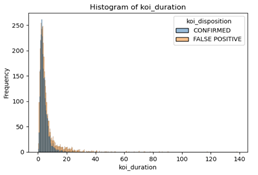 Histogram of koi_duration
koi_disposition
CONFIRMED
FALSE POSITIVE
Frequency
250
200
150
100
50
0
0 20 40 60 80 100 120 140
koi_duration